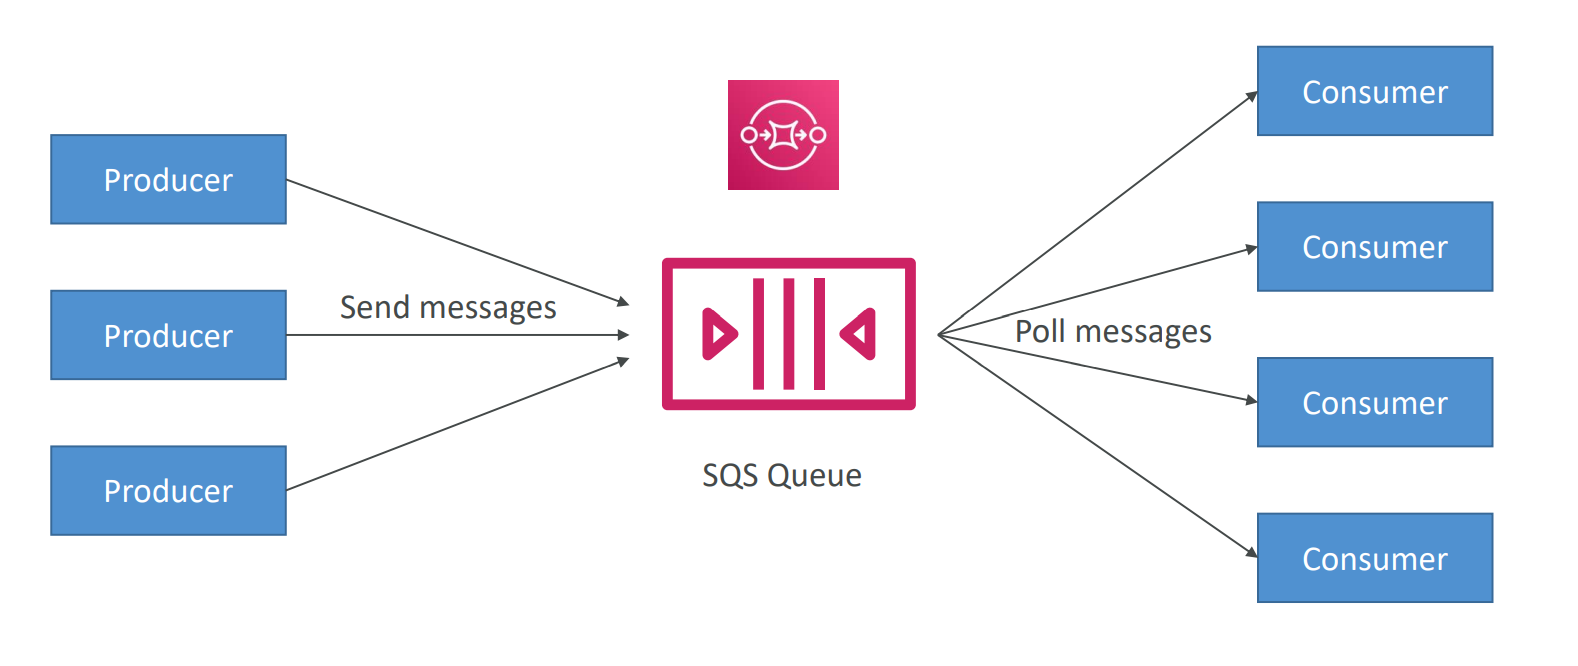 Producer
Producer
Producer
Send messages
SQS Queue
Poll messages
Consumer
Consumer
Consumer
Consumer